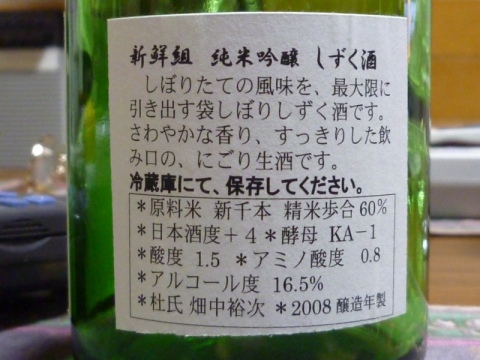 新鮮組 純米吟醸 しずく酒
しぼりたての風味を、最大限に
引き出す袋しぼりしずく酒です。
さわやかな香り、すっきりした飲
み口の、にごり生酒です。
冷蔵庫にて、保存してください。
＊原料米 新千本 精米歩合60%
＊日本酒度＋4＊酵母 KA−1
＊酸度 1.5 ＊アミノ酸度 0.8
＊アルコール度 16.5%
＊杜氏 畑中裕次 ＊2008醸造年製